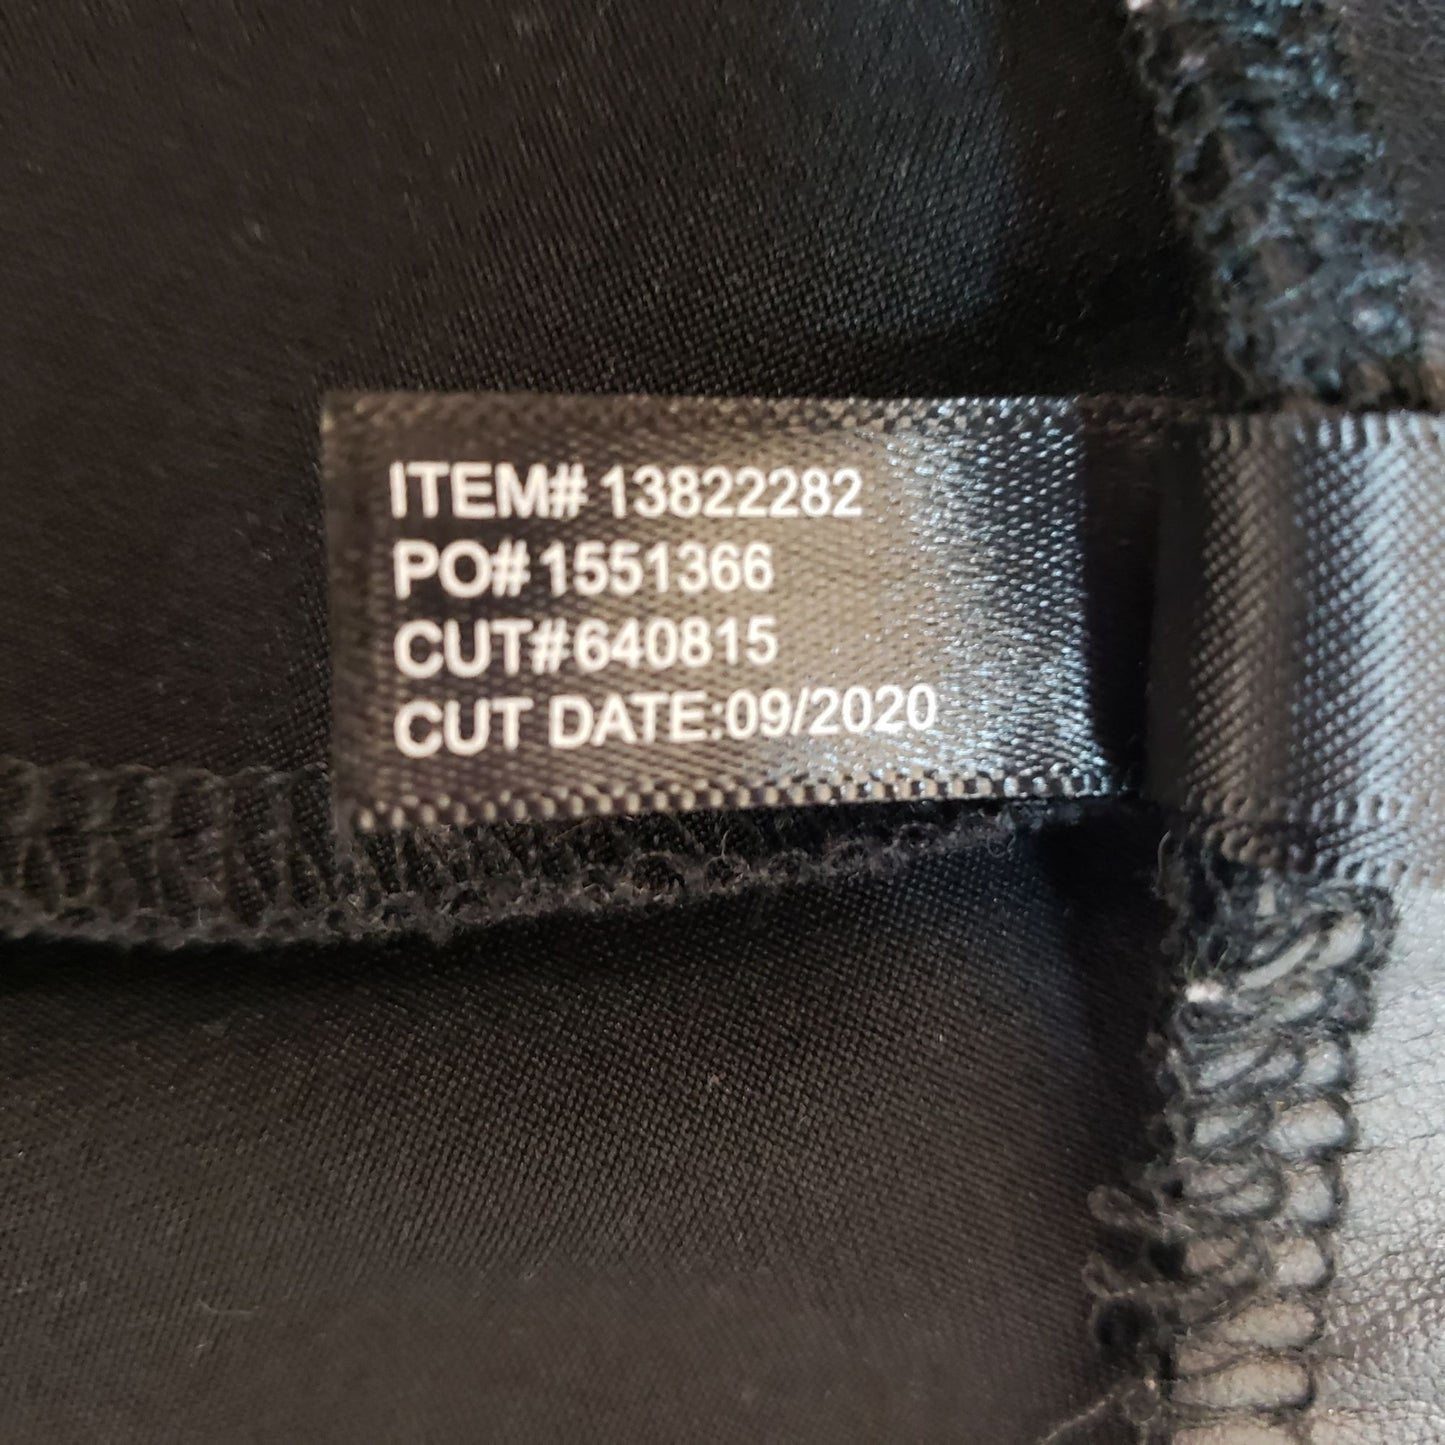 ITEM# 13822282
PO# 1551366
CUT#640815
CUT DATE:09/2020